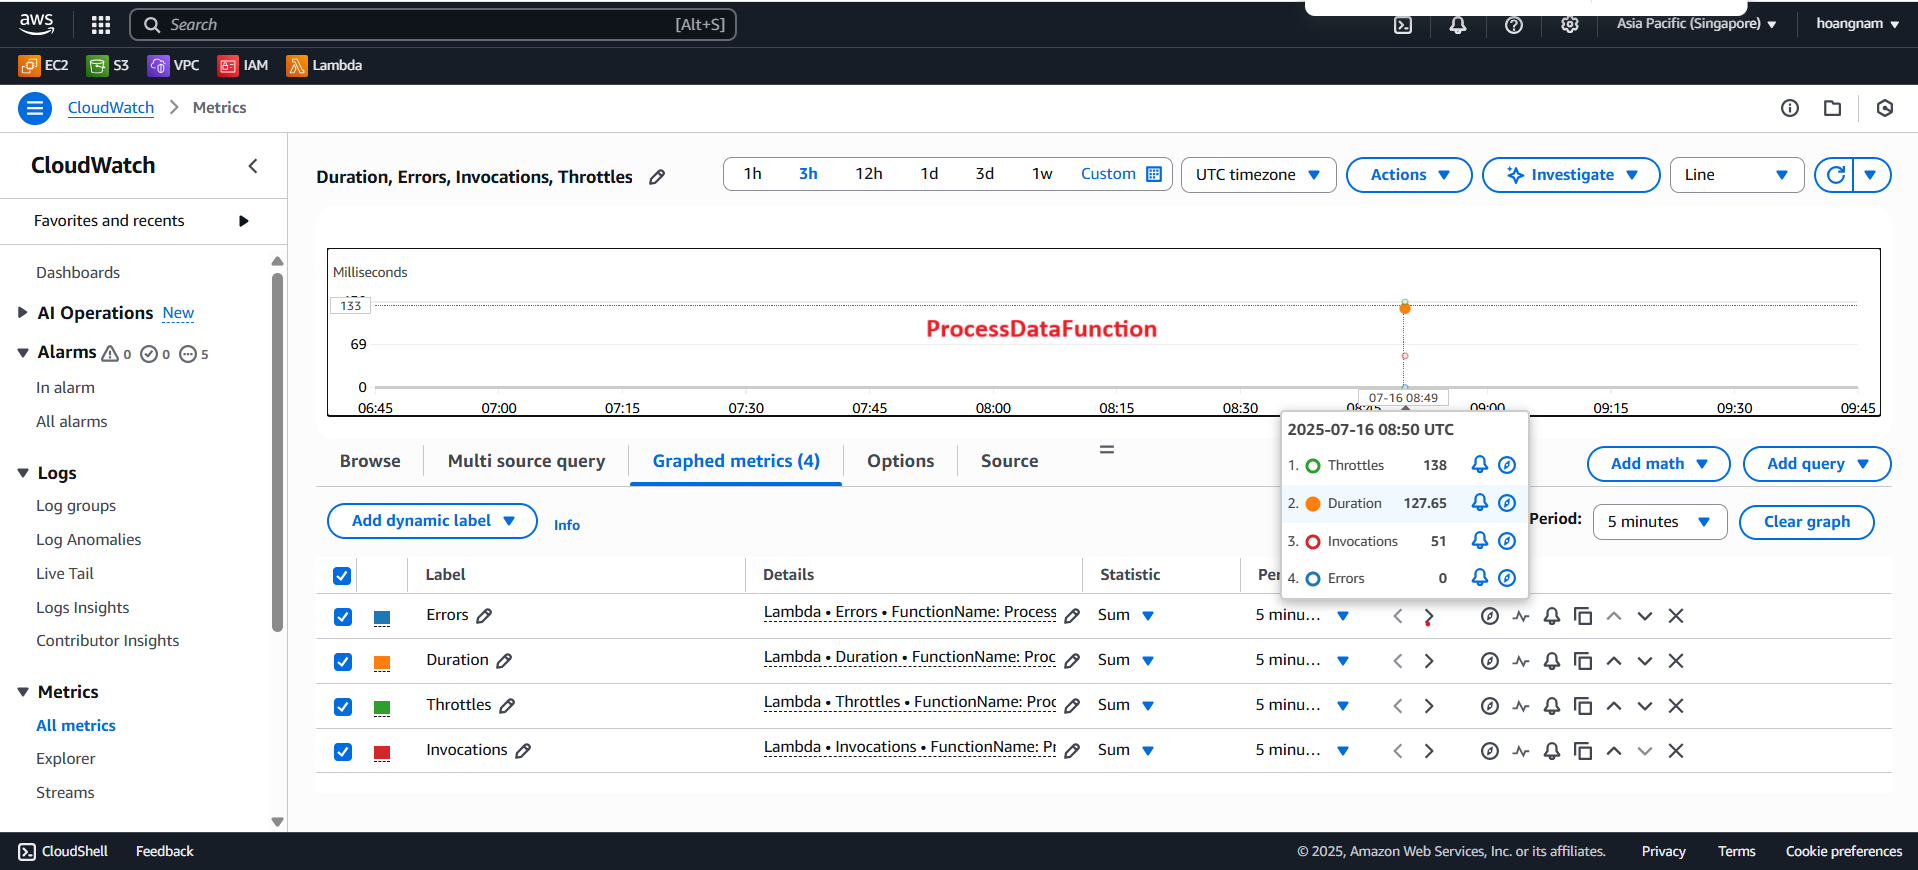 aws
Search [Alt+S]
Asia Pacific (Singapore)
hoangnam
EC2 S3 VPC IAM Lambda
CloudWatch Metrics
CloudWatch
Favorites and recents
Dashboards
AI Operations New
Alarms 0 0 5
In alarm
All alarms
Logs
Log groups
Log Anomalies
Live Tail
Logs Insights
Contributor Insights
Metrics
All metrics
Explorer
Streams
Duration, Errors, Invocations, Throttles
1h 3h 12h 1d 3d 1w Custom
UTC timezone
Actions
Investigate
Line
Milliseconds
133
69
0
ProcessDataFunction
06:45 07:00 07:15 07:30 07:45 08:00 08:15 08:30 08:45 09:00 09:15 09:30 09:45
07-16 08:49
2025-07-16 08:50 UTC
1. Throttles 138
2. Duration 127.65
3. Invocations 51
4. Errors 0
Browse Multi source query Graphed metrics (4) Options Source
Add math Add query
Add dynamic label Info
Period: 5 minutes Clear graph
Label Details Statistic
Errors Lambda • Errors • FunctionName: Process Sum 5 minu...
Duration Lambda • Duration • FunctionName: Proc Sum 5 minu...
Throttles Lambda • Throttles • FunctionName: Proc Sum 5 minu...
Invocations Lambda • Invocations • FunctionName: Pr Sum 5 minu...
CloudShell Feedback
© 2025, Amazon Web Services, Inc. or its affiliates. Privacy Terms Cookie preferences